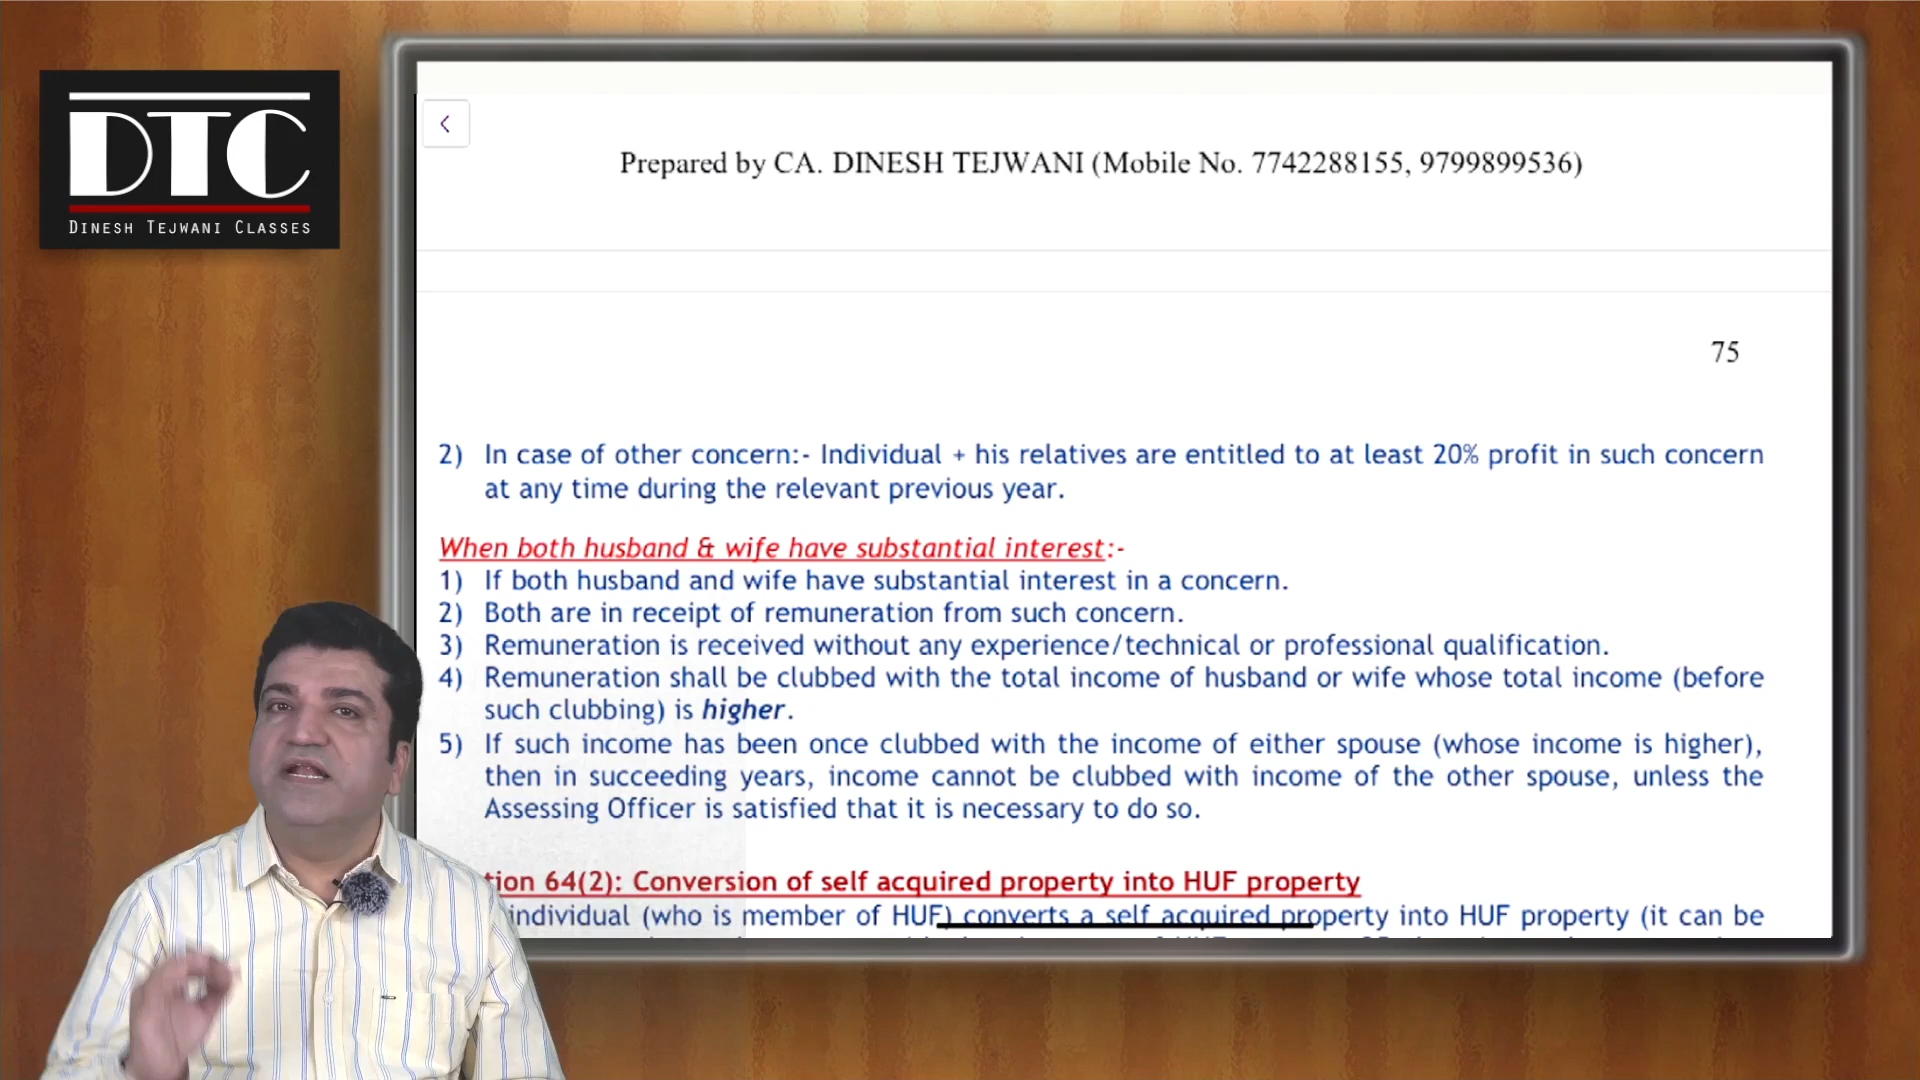 DTC
DINESH TEJWANI CLASSES
Prepared by CA. DINESH TEJWANI (Mobile No. 7742288155, 9799899536)
75
2) In case of other concern:- Individual + his relatives are entitled to at least 20% profit in such concern
at any time during the relevant previous year.
When both husband & wife have substantial interest:-
1) If both husband and wife have substantial interest in a concern.
2) Both are in receipt of remuneration from such concern.
3) Remuneration is received without any experience/technical or professional qualification.
4) Remuneration shall be clubbed with the total income of husband or wife whose total income (before
such clubbing) is higher.
5) If such income has been once clubbed with the income of either spouse (whose income is higher),
then in succeeding years, income cannot be clubbed with income of the other spouse, unless the
Assessing Officer is satisfied that it is necessary to do so.
tion 64(2): Conversion of self acquired property into HUF property
individual (who is member of HUF) converts a self acquired property into HUF property (it can be